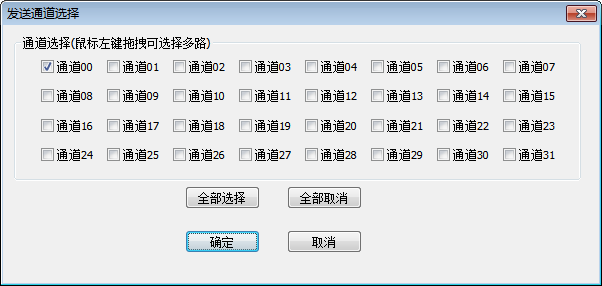 发送通道选择
通道选择(鼠标左键拖拽可选择多路)
通道00 通道01 通道02 通道03 通道04 通道05 通道06 通道07
通道08 通道09 通道10 通道11 通道12 通道13 通道14 通道15
通道16 通道17 通道18 通道19 通道20 通道21 通道22 通道23
通道24 通道25 通道26 通道27 通道28 通道29 通道30 通道31
全部选择 全部取消
确定 取消